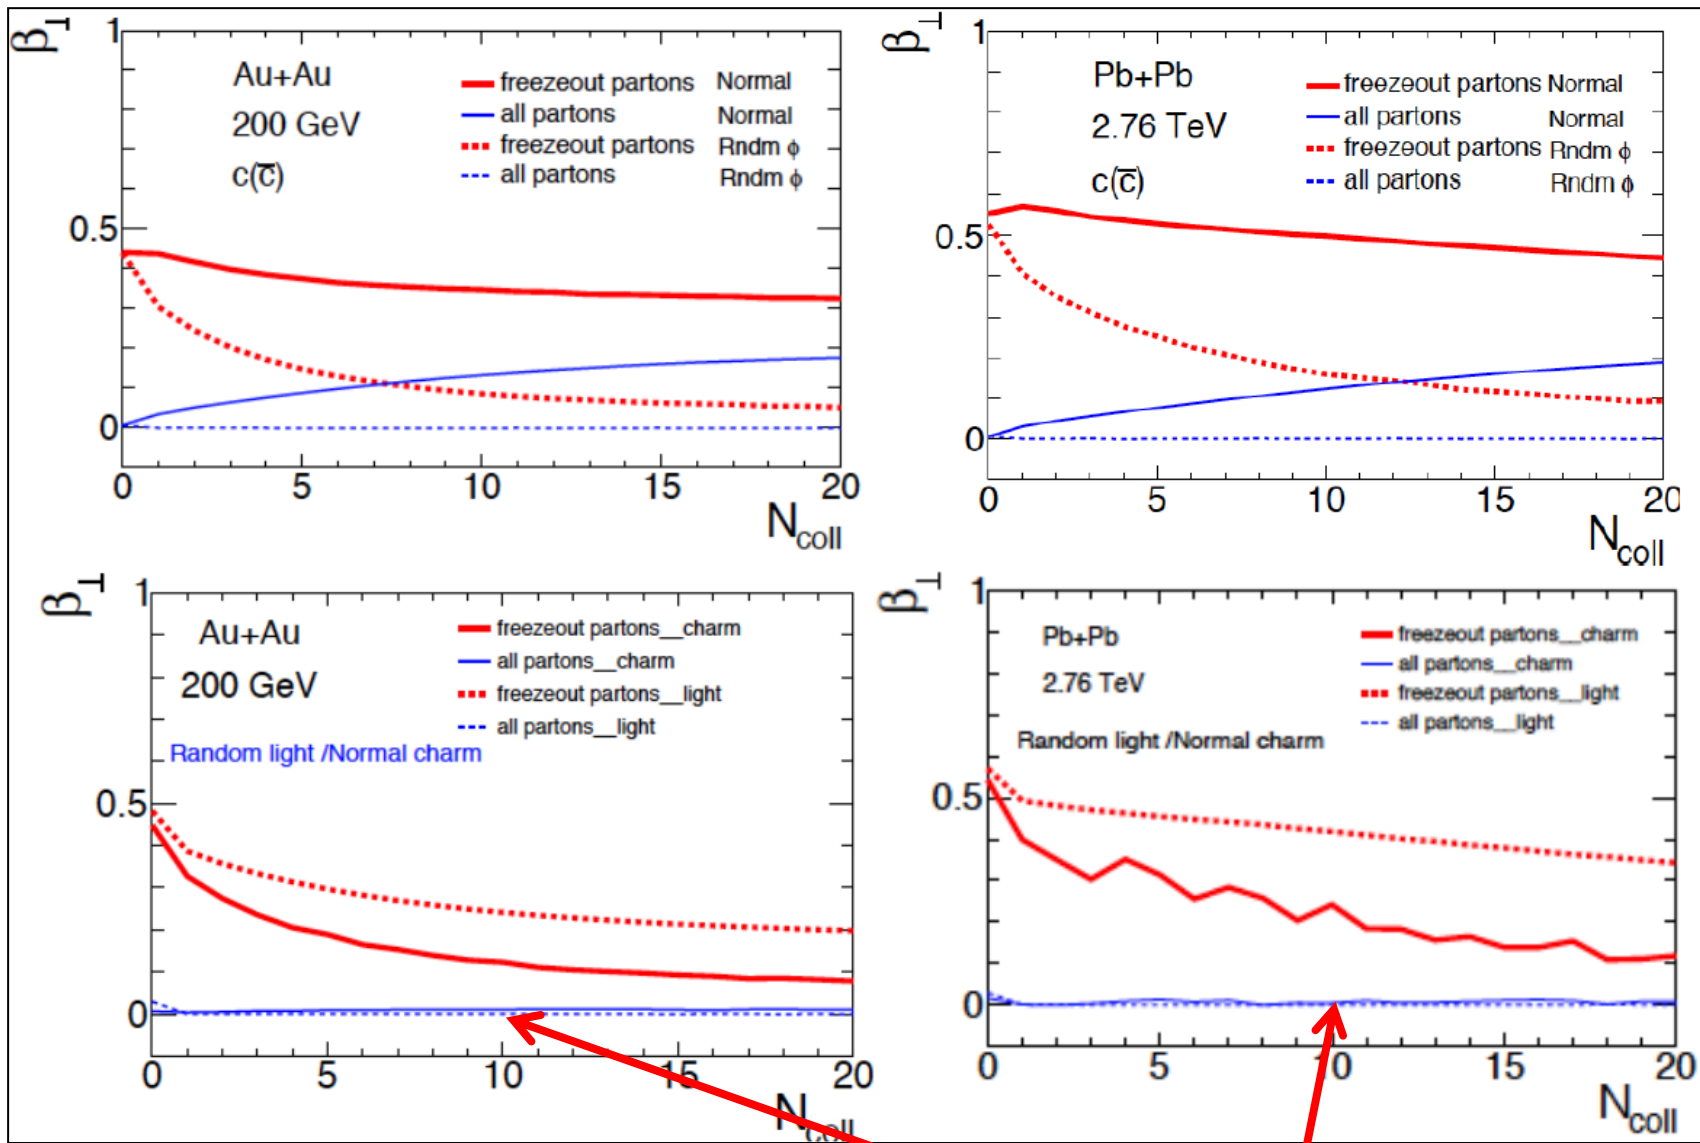 β⊥
1
Au+Au
200 GeV
c(c̅)
freezeout partons Normal
all partons Normal
freezeout partons Rndm ϕ
all partons Rndm ϕ
0.5
0
0 5 10 15 20
N_coll
β⊥
1
Pb+Pb
2.76 TeV
c(c̅)
freezeout partons Normal
all partons Normal
freezeout partons Rndm ϕ
all partons Rndm ϕ
0.5
0
0 5 10 15 20
N_coll
β⊥
1
Au+Au
200 GeV
freezeout partons__charm
all partons__charm
freezeout partons__light
all partons__light
Random light /Normal charm
0.5
0
0 5 10 15 20
N_coll
β⊥
1
Pb+Pb
2.76 TeV
freezeout partons__charm
all partons__charm
freezeout partons__light
all partons__light
Random light /Normal charm
0.5
0
0 5 10 15 20
N_coll